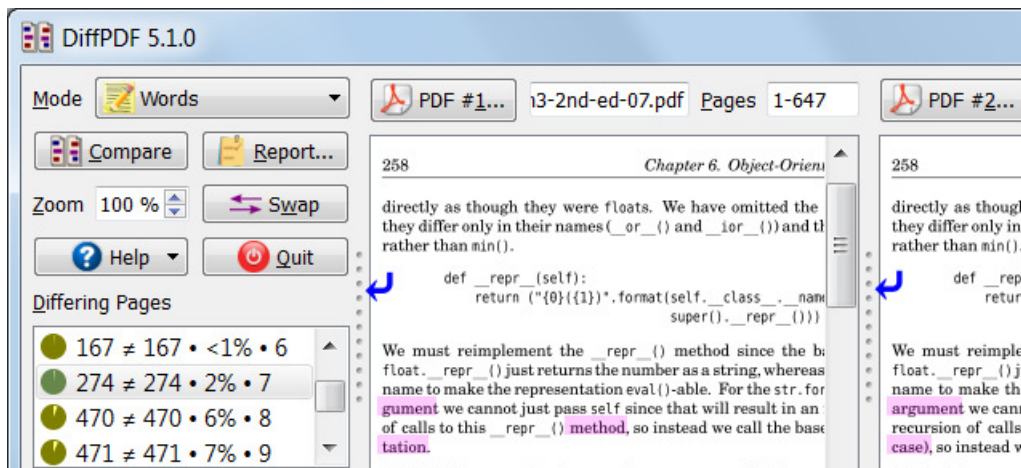 DiffPDF 5.1.0
Mode Words
PDF #1... n3-2nd-ed-07.pdf Pages 1-647 PDF #2...
Compare Report...
Zoom 100 % Swap
Help Quit
Differing Pages
167 ≠ 167 • <1% • 6
274 ≠ 274 • 2% • 7
470 ≠ 470 • 6% • 8
471 ≠ 471 • 7% • 9
258 Chapter 6. Object-Orien
directly as though they were floats. We have omitted the
they differ only in their names (__or__() and __ior__()) and th
rather than min().
def __repr__(self):
return ("{0}({1})".format(self.__class__.__name
super().__repr__()))
We must reimplement the __repr__() method since the ba
float.__repr__() just returns the number as a string, whereas
name to make the representation eval()-able. For the str.for
gument we cannot just pass self since that will result in an
of calls to this __repr__() method, so instead we call the base
tation.
258
directly as though
they differ only in
rather than min().
def __rep
retur
We must reimple
float.__repr__() j
name to make th
argument we cann
recursion of calls
case), so instead w